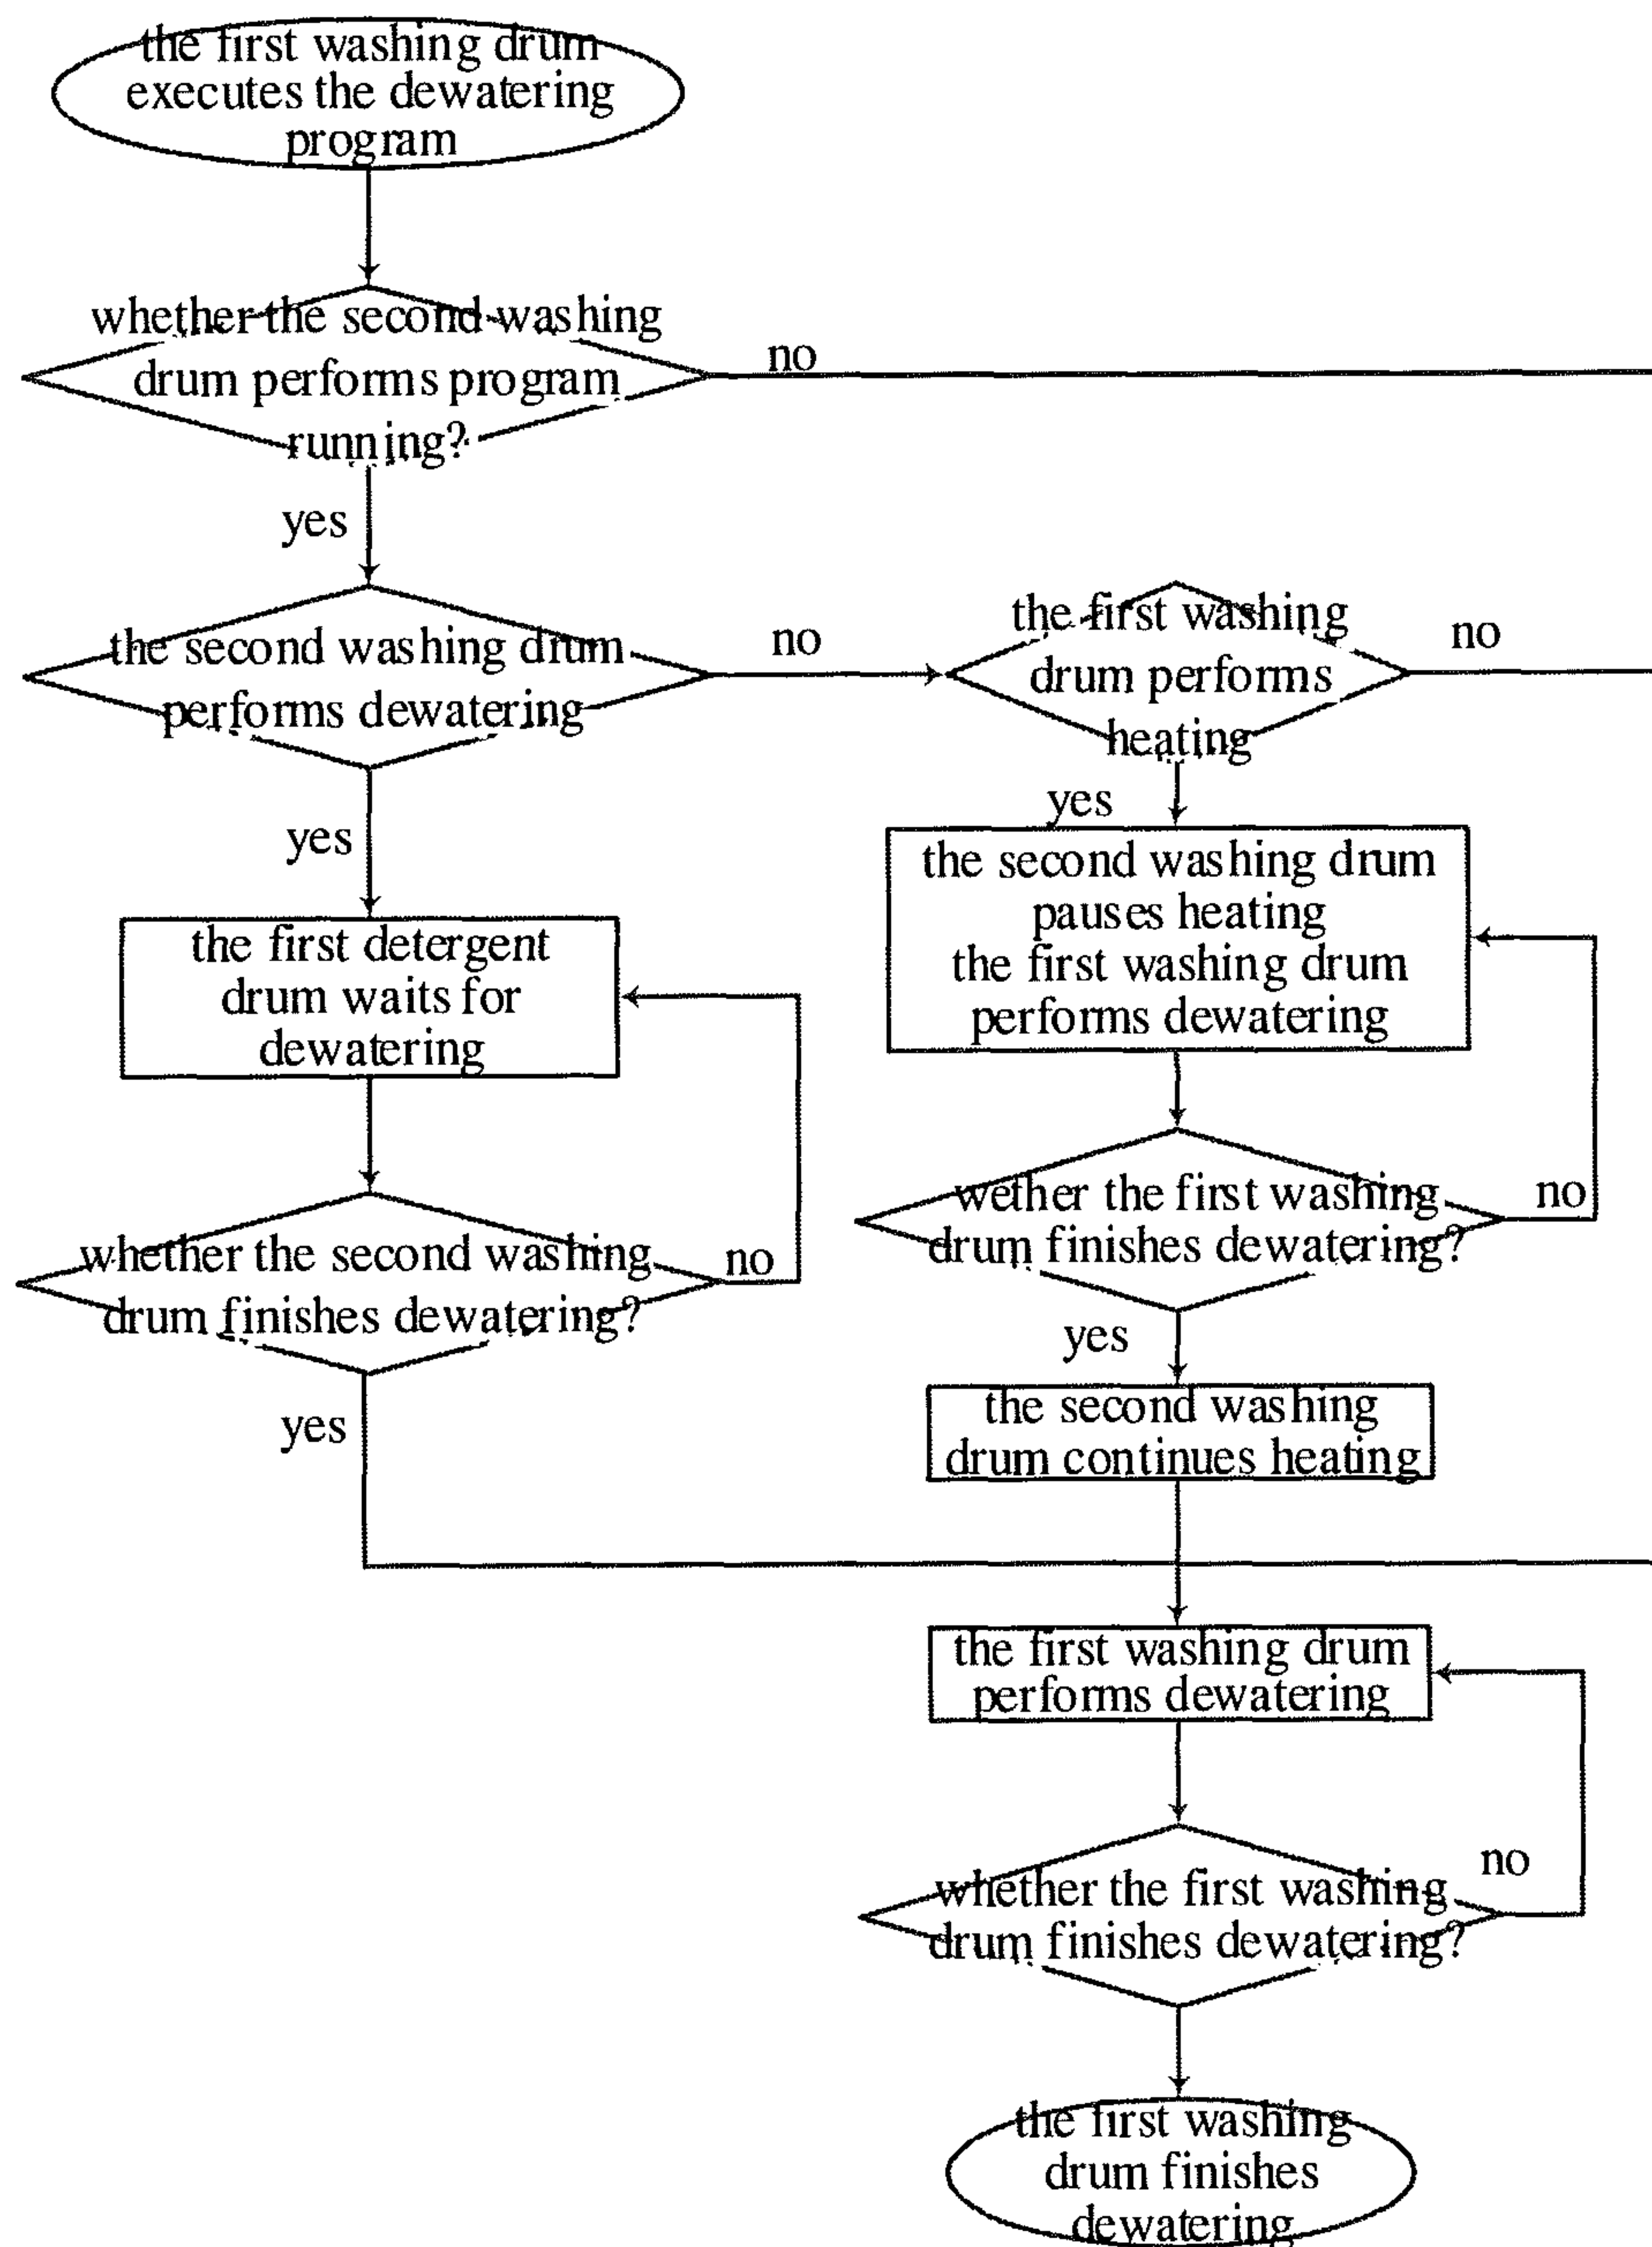 the first washing drum
executes the dewatering
program
whether the second washing
drum performs program
running?
no
yes
the second washing drum
performs dewatering
no
the first washing
drum performs
heating
no
yes
yes
the second washing drum
pauses heating
the first washing drum
performs dewatering
the first detergent
drum waits for
dewatering
wether the first washing
drum finishes dewatering?
no
whether the second washing
drum finishes dewatering?
no
yes
the second washing
drum continues heating
yes
the first washing drum
performs dewatering
whether the first washing
drum finishes dewatering?
no
the first washing
drum finishes
dewatering